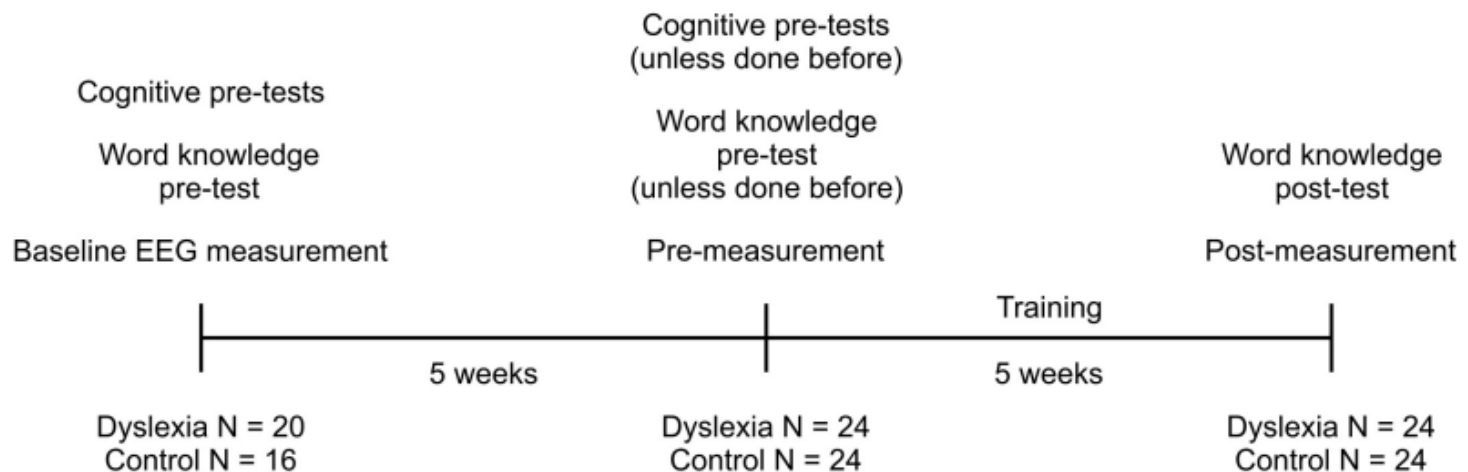 Cognitive pre-tests
Word knowledge
pre-test
Baseline EEG measurement
Cognitive pre-tests
(unless done before)
Word knowledge
pre-test
(unless done before)
Pre-measurement
Word knowledge
post-test
Post-measurement
Training
5 weeks
5 weeks
Dyslexia N = 20
Control N = 16
Dyslexia N = 24
Control N = 24
Dyslexia N = 24
Control N = 24